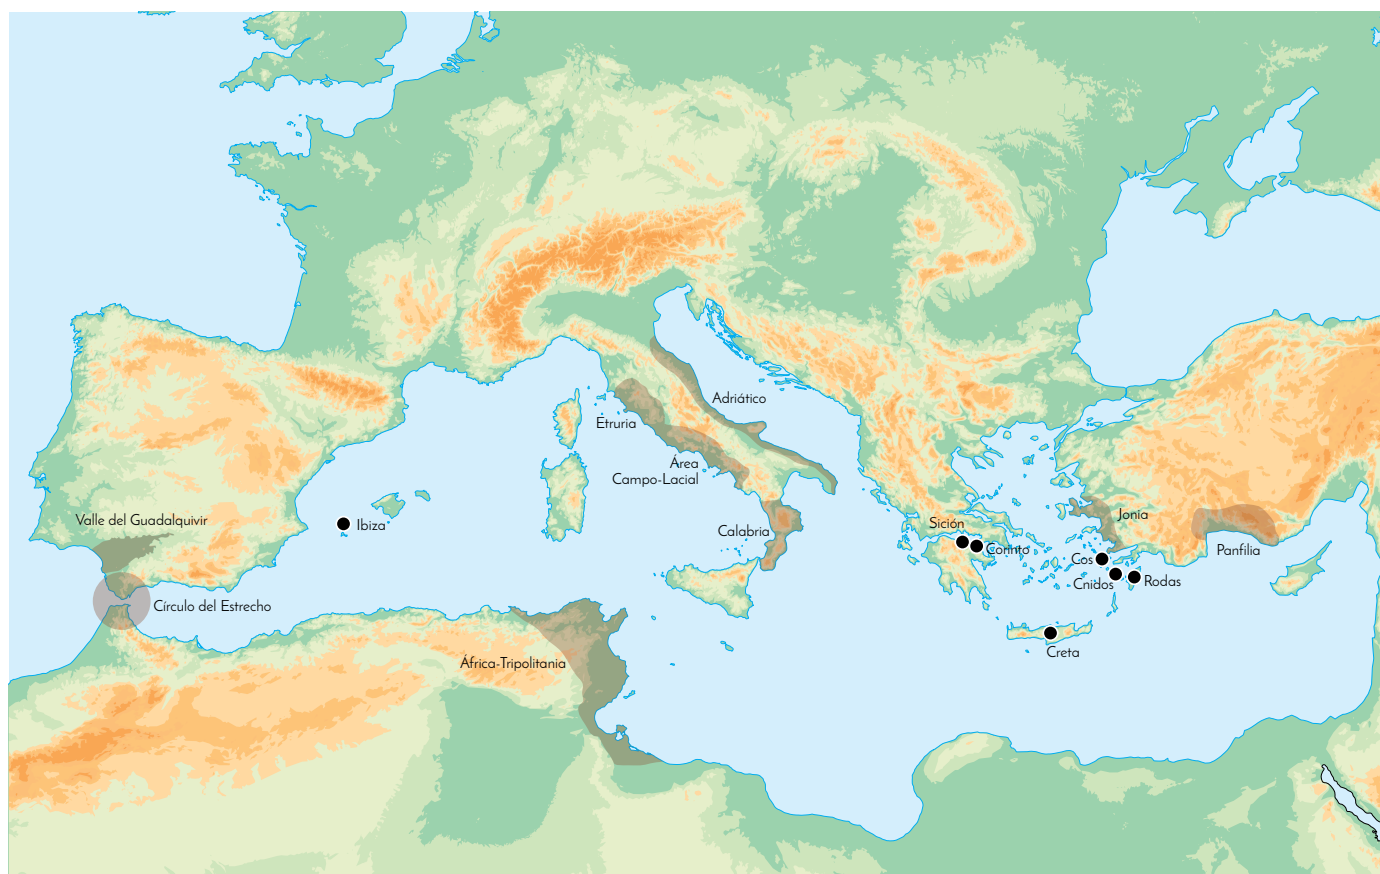 Adriático
Etruria
Área
Campo-Lacial
Valle del Guadalquivir
Ibiza
Calabria
Sición
Corinto
Jonia
Panfilia
Cos
Cnidos
Rodas
Círculo del Estrecho
África-Tripolitania
Creta